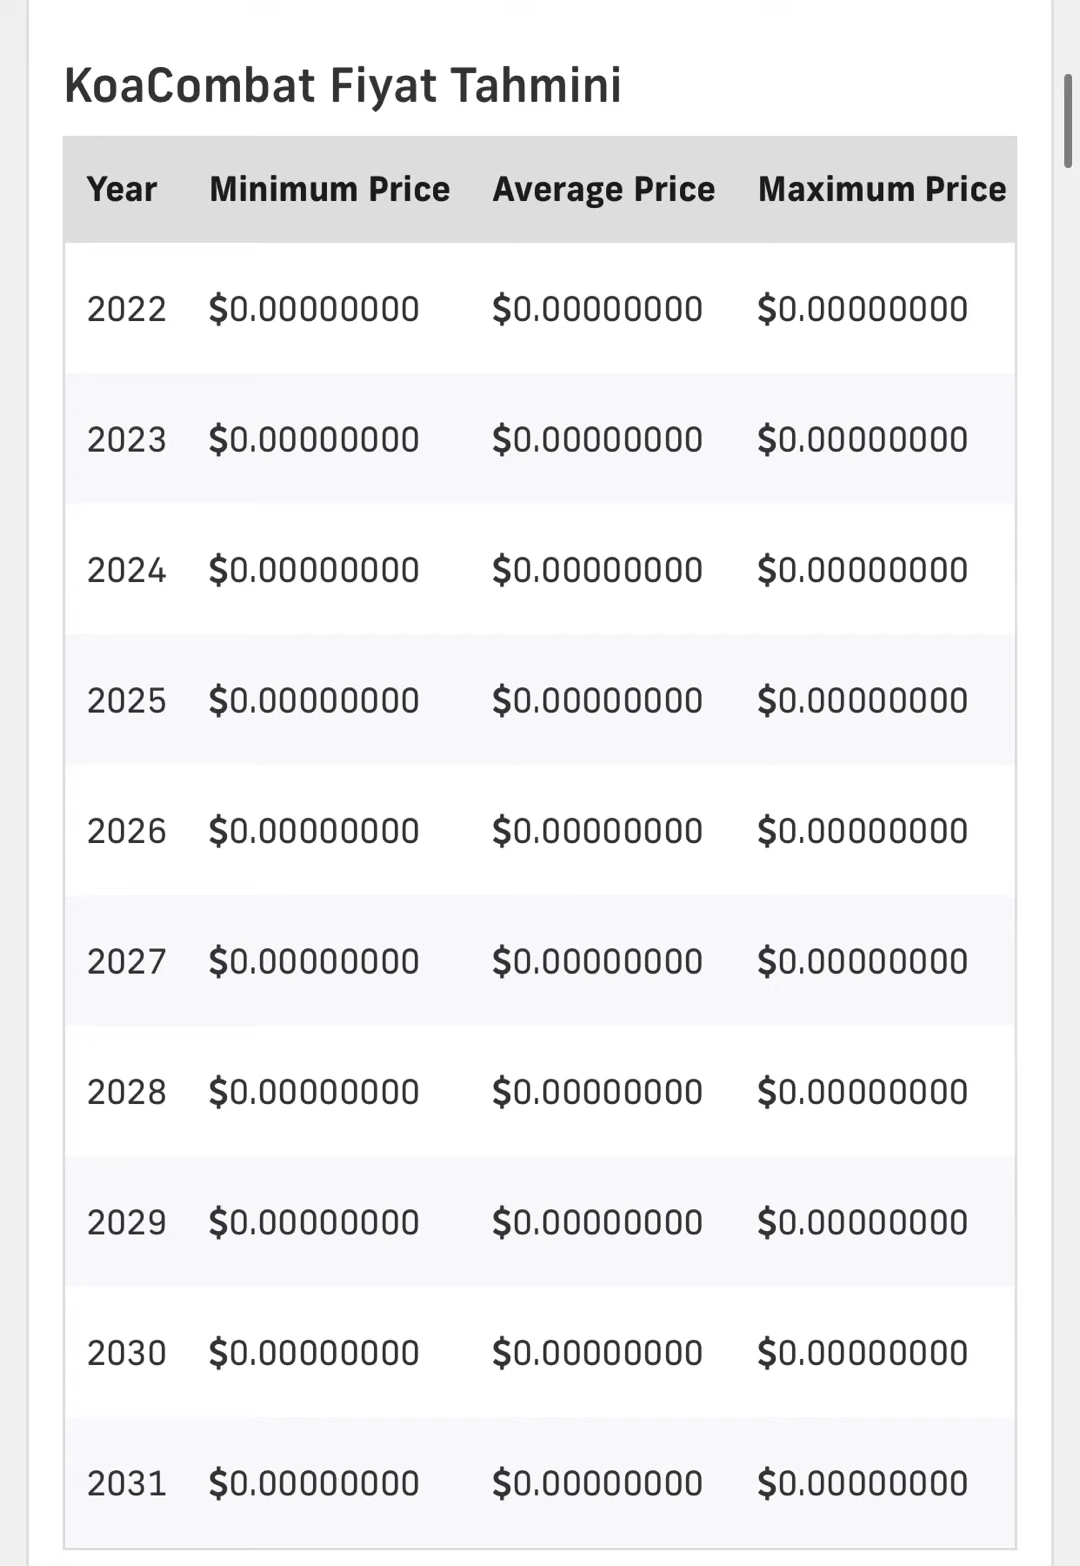 KoaCombat Fiyat Tahmini
Year Minimum Price Average Price Maximum Price
2022 $0.00000000 $0.00000000 $0.00000000
2023 $0.00000000 $0.00000000 $0.00000000
2024 $0.00000000 $0.00000000 $0.00000000
2025 $0.00000000 $0.00000000 $0.00000000
2026 $0.00000000 $0.00000000 $0.00000000
2027 $0.00000000 $0.00000000 $0.00000000
2028 $0.00000000 $0.00000000 $0.00000000
2029 $0.00000000 $0.00000000 $0.00000000
2030 $0.00000000 $0.00000000 $0.00000000
2031 $0.00000000 $0.00000000 $0.00000000